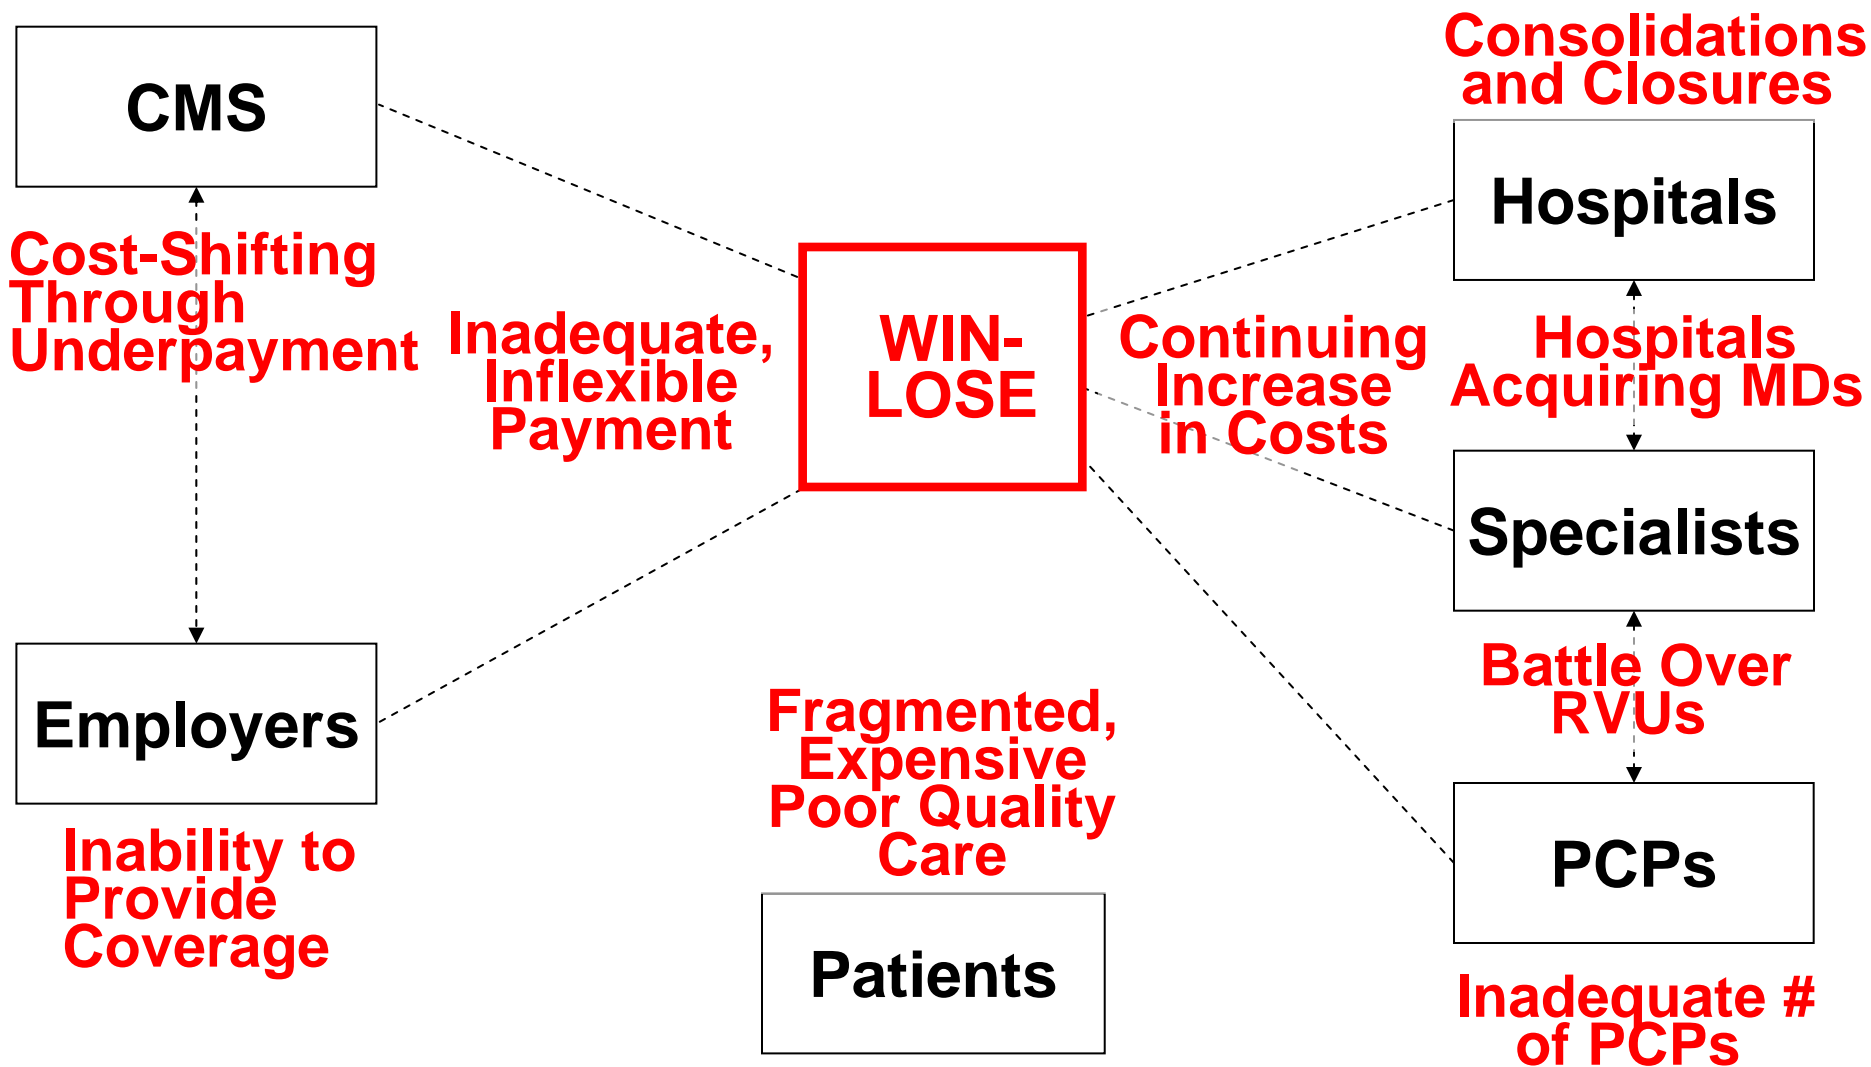 CMS
Cost-Shifting
Through
Underpayment
Employers
Inability to
Provide
Coverage
Inadequate,
Inflexible
Payment
WIN-
LOSE
Continuing
Increase
in Costs
Fragmented,
Expensive
Poor Quality
Care
Patients
Consolidations
and Closures
Hospitals
Hospitals
Acquiring MDs
Specialists
Battle Over
RVUs
PCPs
Inadequate #
of PCPs